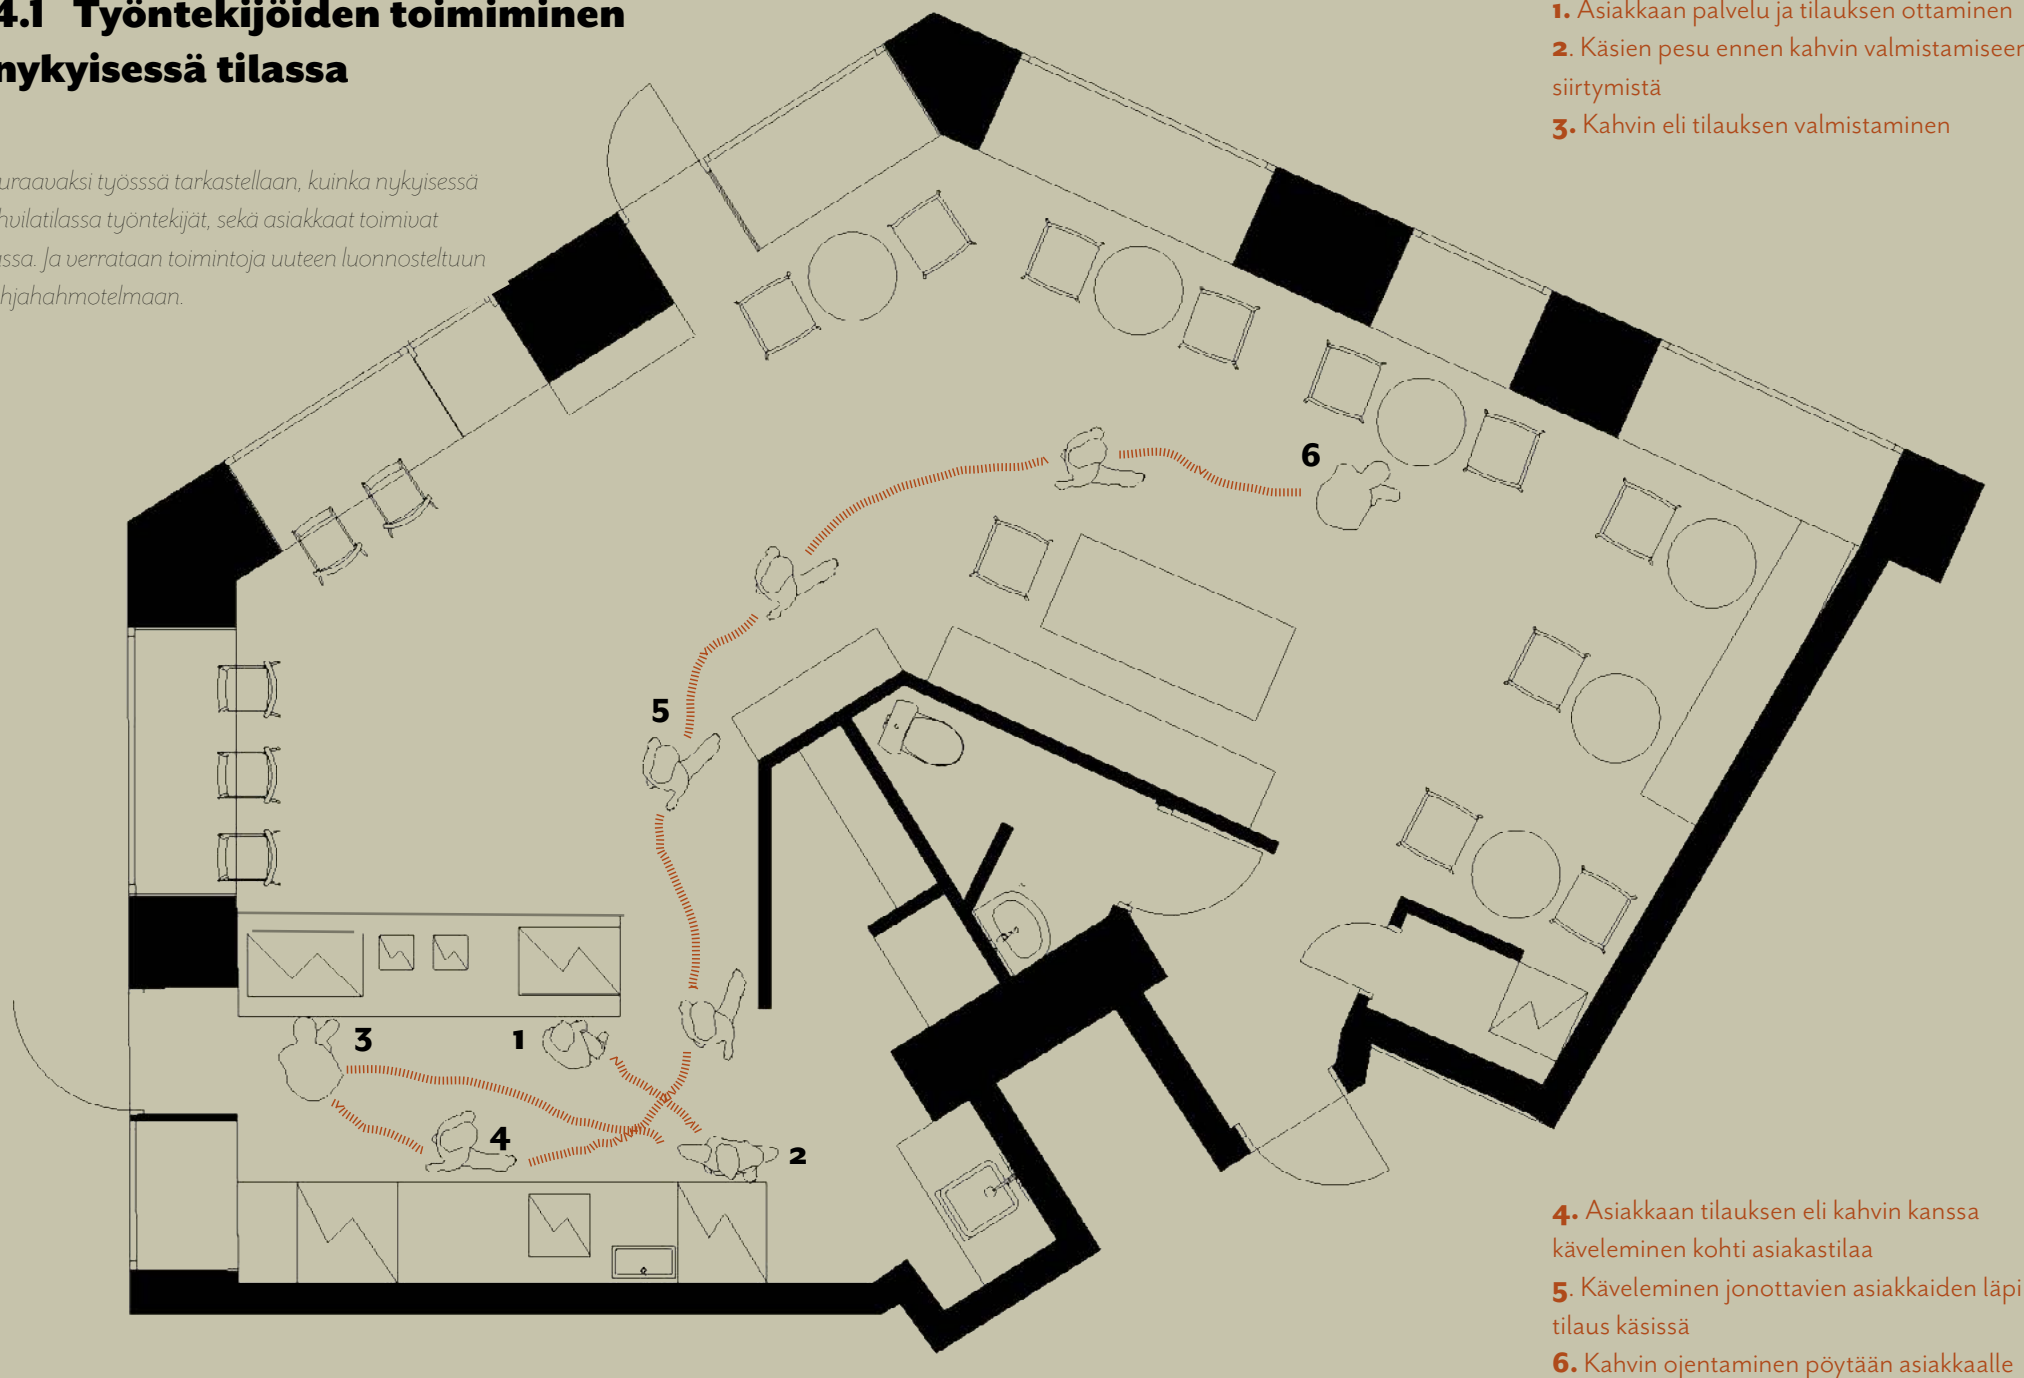 4.1 Työntekijöiden toimiminen
nykyisessä tilassa
uraavaksi työsssä tarkastellaan, kuinka nykyisessä
hvilatilassa työntekijät, sekä asiakkaat toimivat
assa. Ja verrataan toimintoja uuteen luonnosteltuun
hjahahmotelmaan.
1. Asiakkaan palvelu ja tilauksen ottaminen
2. Käsien pesu ennen kahvin valmistamiseen
siirtymistä
3. Kahvin eli tilauksen valmistaminen
6
5
3
1
4
2
4. Asiakkaan tilauksen eli kahvin kanssa
käveleminen kohti asiakastilaa
5. Käveleminen jonottavien asiakkaiden läpi
tilaus käsissä
6. Kahvin ojentaminen pöytään asiakkaalle